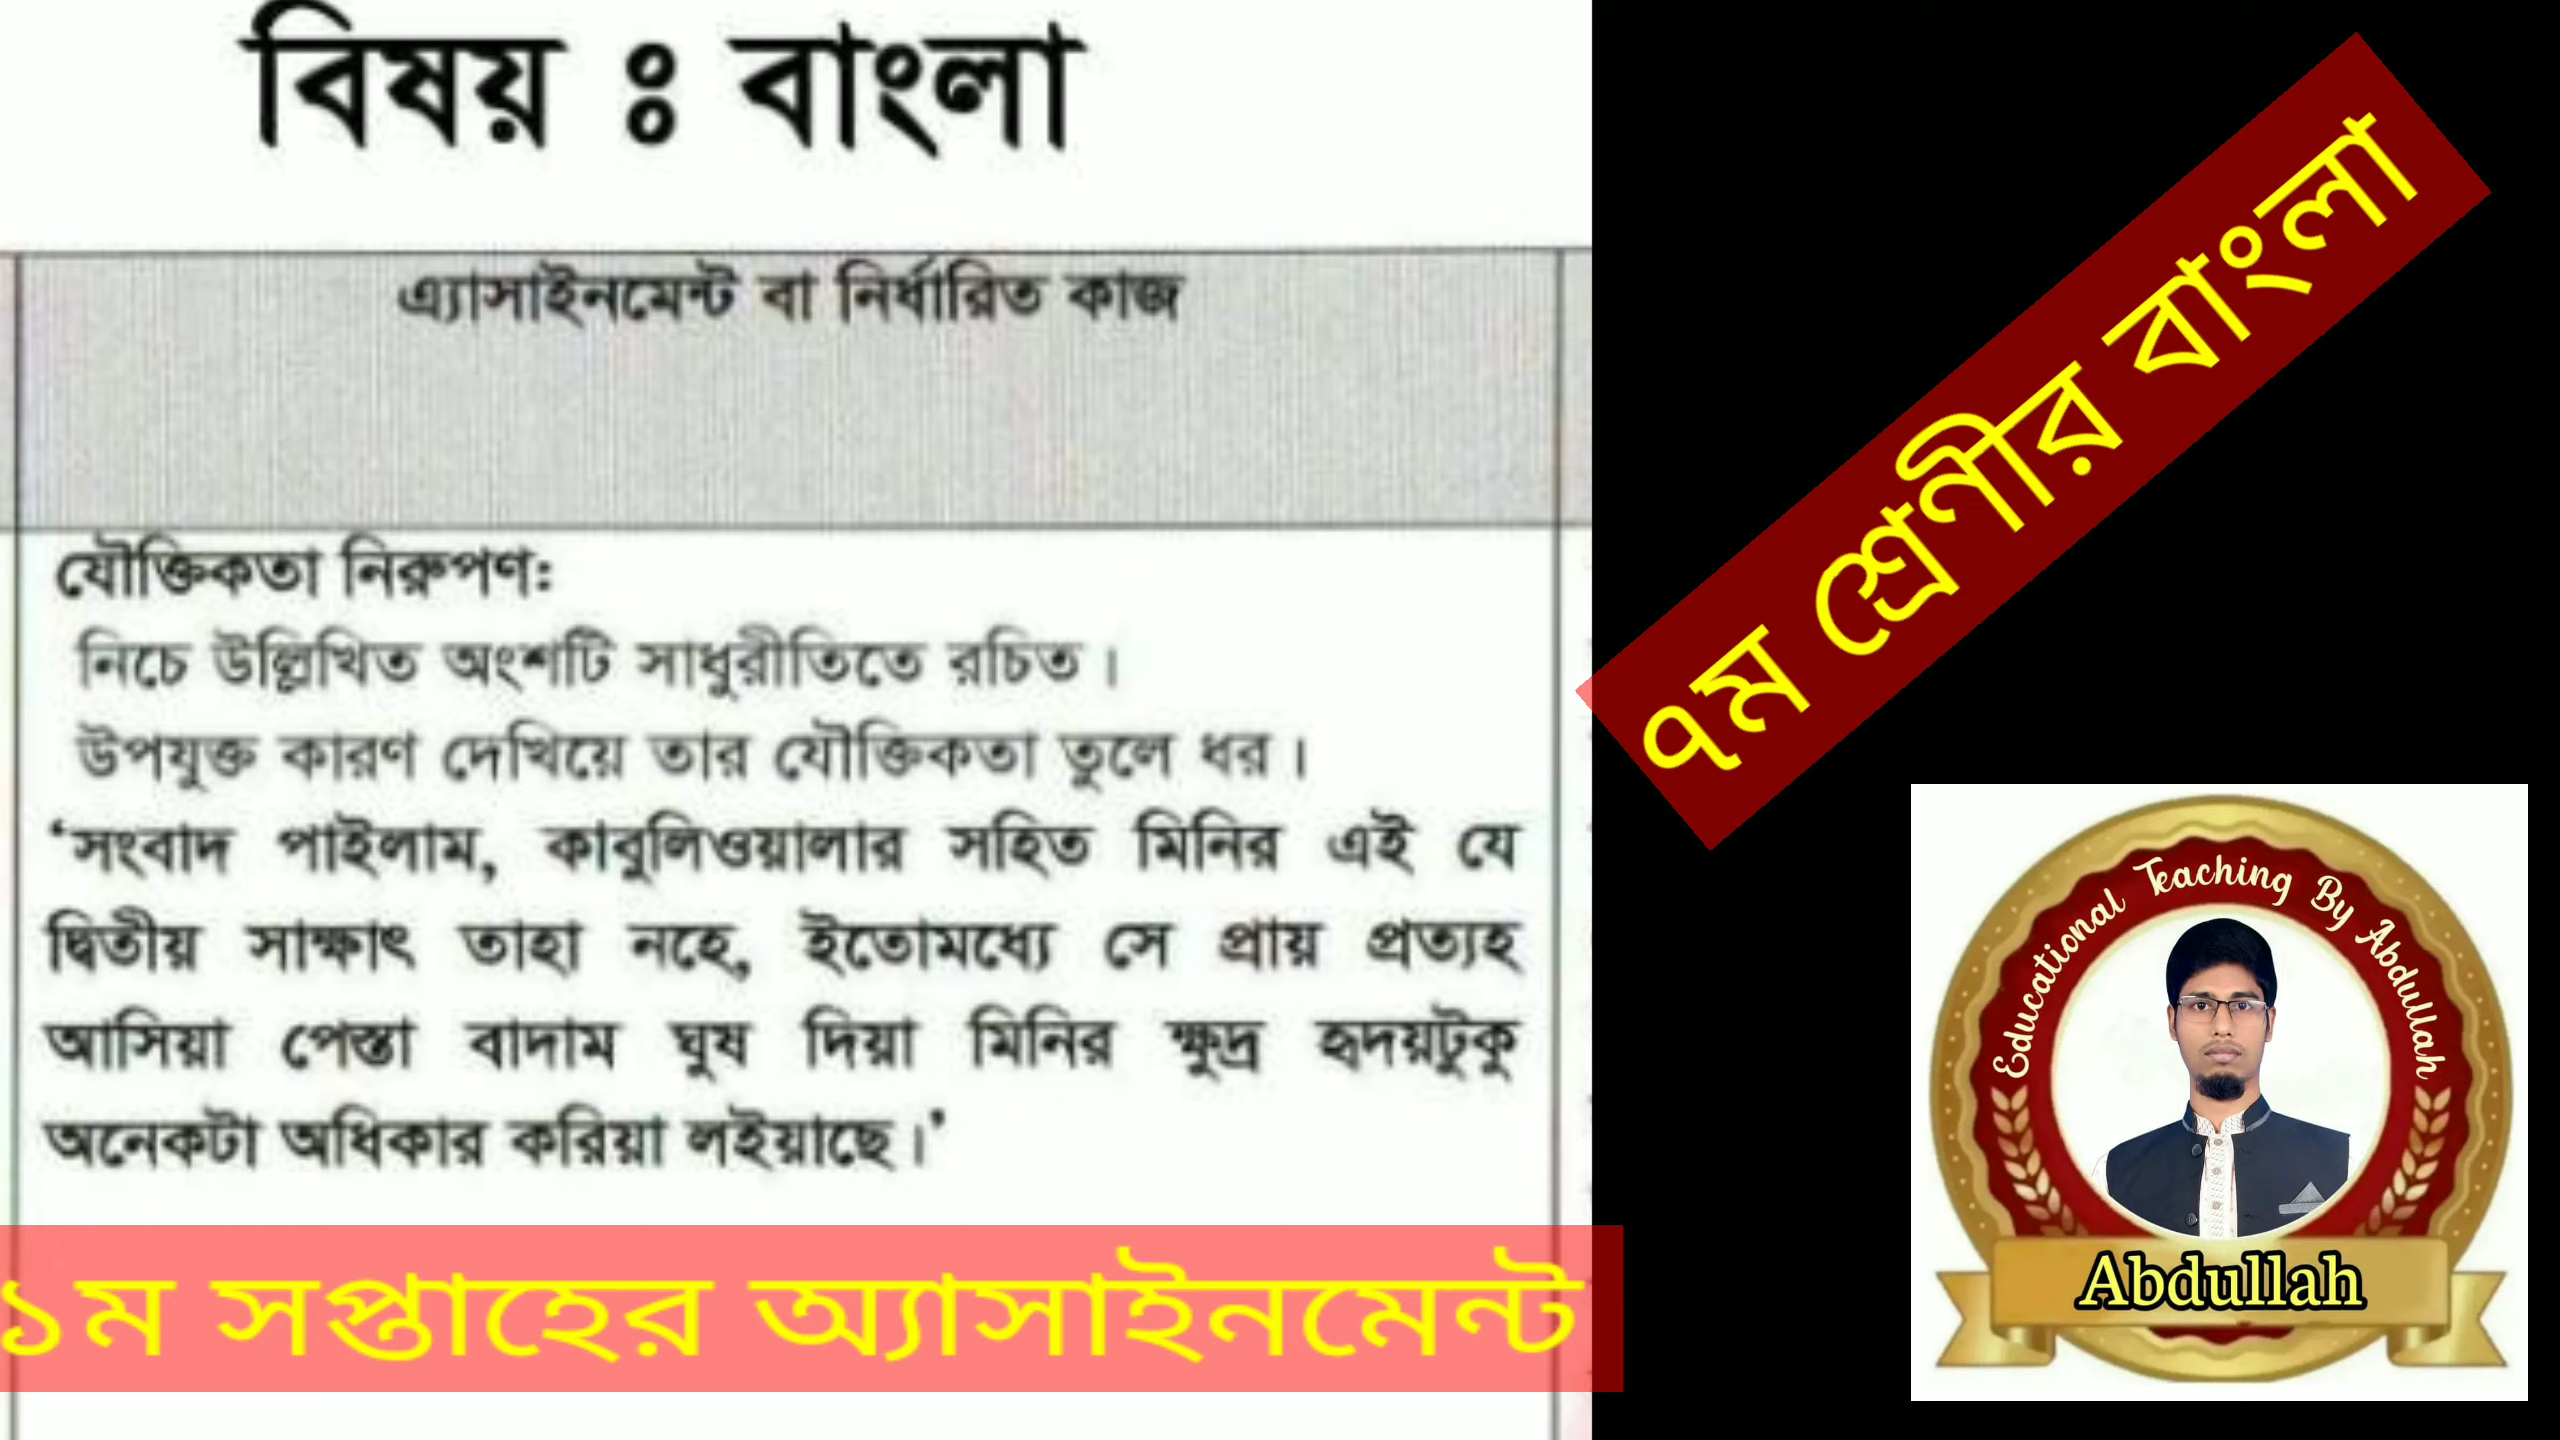 বিষয় ঃ বাংলা
এ্যাসাইনমেন্ট বা নির্ধারিত কাজ
যৌক্তিকতা নিরুপণঃ
নিচে উল্লিখিত অংশটি সাধুরীতিতে রচিত।
উপযুক্ত কারণ দেখিয়ে তার যৌক্তিকতা তুলে ধর।
‘সংবাদ পাইলাম, কাবুলিওয়ালার সহিত মিনির এই যে
দ্বিতীয় সাক্ষাৎ তাহা নহে, ইতোমধ্যে সে প্রায় প্রত্যহ
আসিয়া পেস্তা বাদাম ঘুষ দিয়া মিনির ক্ষুদ্র হৃদয়টুকু
অনেকটা অধিকার করিয়া লইয়াছে।’
১ম সপ্তাহের অ্যাসাইনমেন্ট
৭ম শ্রেণীর বাংলা
Educational Teaching By Abdullah
Abdullah